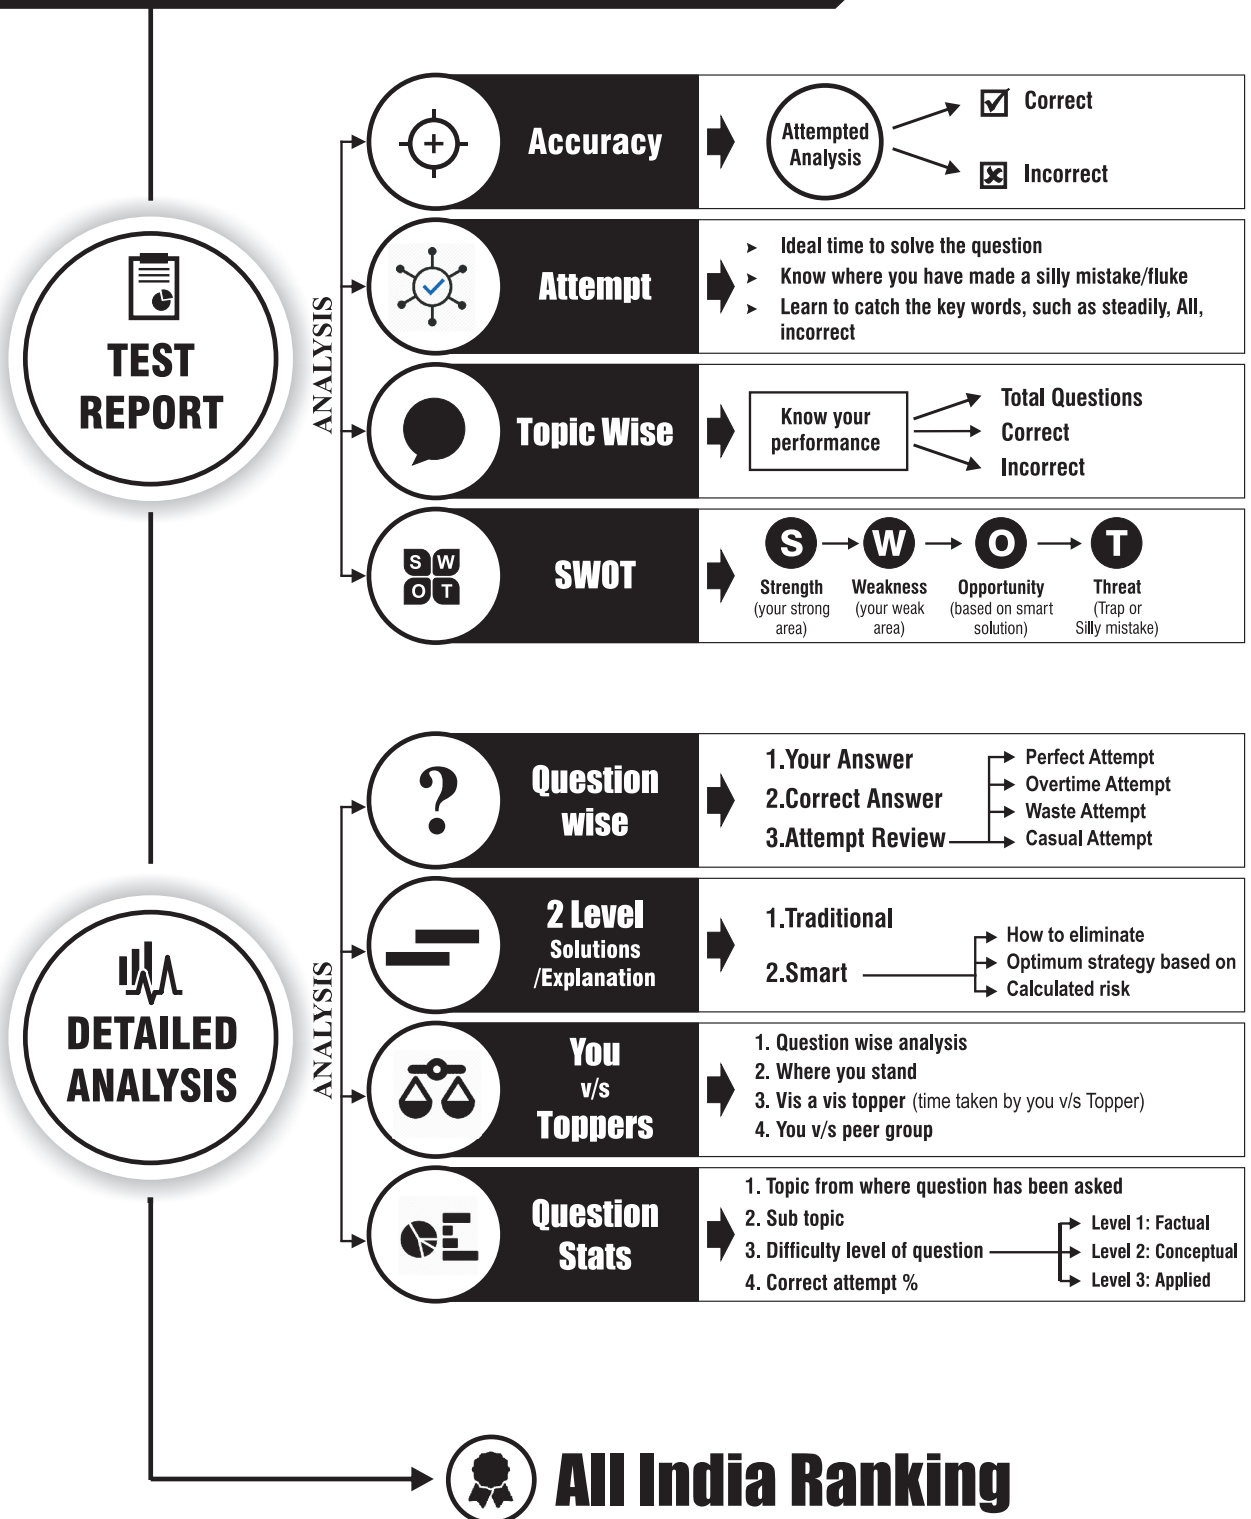 TEST
REPORT
ANALYSIS
Accuracy
Attempted
Analysis
Correct
Incorrect
Attempt
➤ Ideal time to solve the question
➤ Know where you have made a silly mistake/fluke
➤ Learn to catch the key words, such as steadily, All,
incorrect
Topic Wise
Know your
performance
Total Questions
Correct
Incorrect
S W
O T
SWOT
S W O T
Strength Weakness Opportunity Threat
(your strong (your weak (based on smart (Trap or
area) area) solution) Silly mistake)
DETAILED
ANALYSIS
ANALYSIS
?
Question
wise
1.Your Answer
2.Correct Answer
3.Attempt Review
Perfect Attempt
Overtime Attempt
Waste Attempt
Casual Attempt
2 Level
Solutions
/Explanation
1.Traditional
2.Smart
How to eliminate
Optimum strategy based on
Calculated risk
You
v/s
Toppers
1. Question wise analysis
2. Where you stand
3. Vis a vis topper (time taken by you v/s Topper)
4. You v/s peer group
Question
Stats
1. Topic from where question has been asked
2. Sub topic
3. Difficulty level of question
4. Correct attempt %
Level 1: Factual
Level 2: Conceptual
Level 3: Applied
All India Ranking